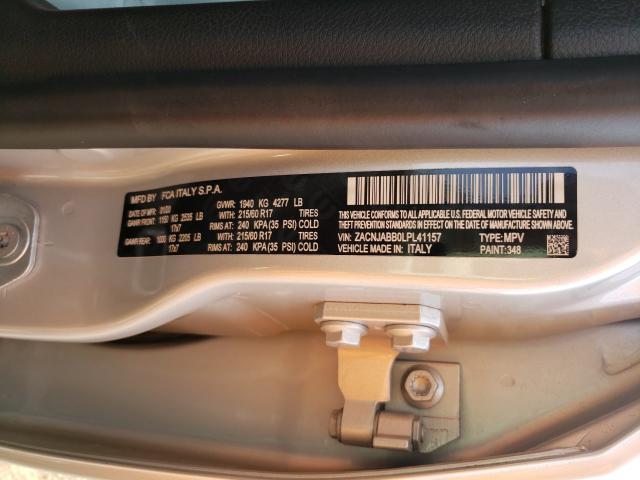 MFD BY FCA ITALY S.P.A.
DATE OF MFR GVWR: 1940 KG 4277 LB
GAWR FRONT: 1150 KG 2535 LB WITH: 215/60 R17 TIRES
17x7 RIMS AT: 240 KPA (35 PSI) COLD
GAWR REAR: 1000 KG 2205 LB WITH: 215/60 R17 TIRES
17x7 RIMS AT: 240 KPA (35 PSI) COLD
THIS VEHICLE CONFORMS TO ALL APPLICABLE U.S. FEDERAL MOTOR VEHICLE SAFETY
AND THEFT PREVENTION STANDARDS IN EFFECT ON THE DATE OF MANUFACTURE SHOWN ABOVE
VIN: ZACNJABB0LPL41157 TYPE: MPV
VEHICLE MADE IN: ITALY PAINT: 348